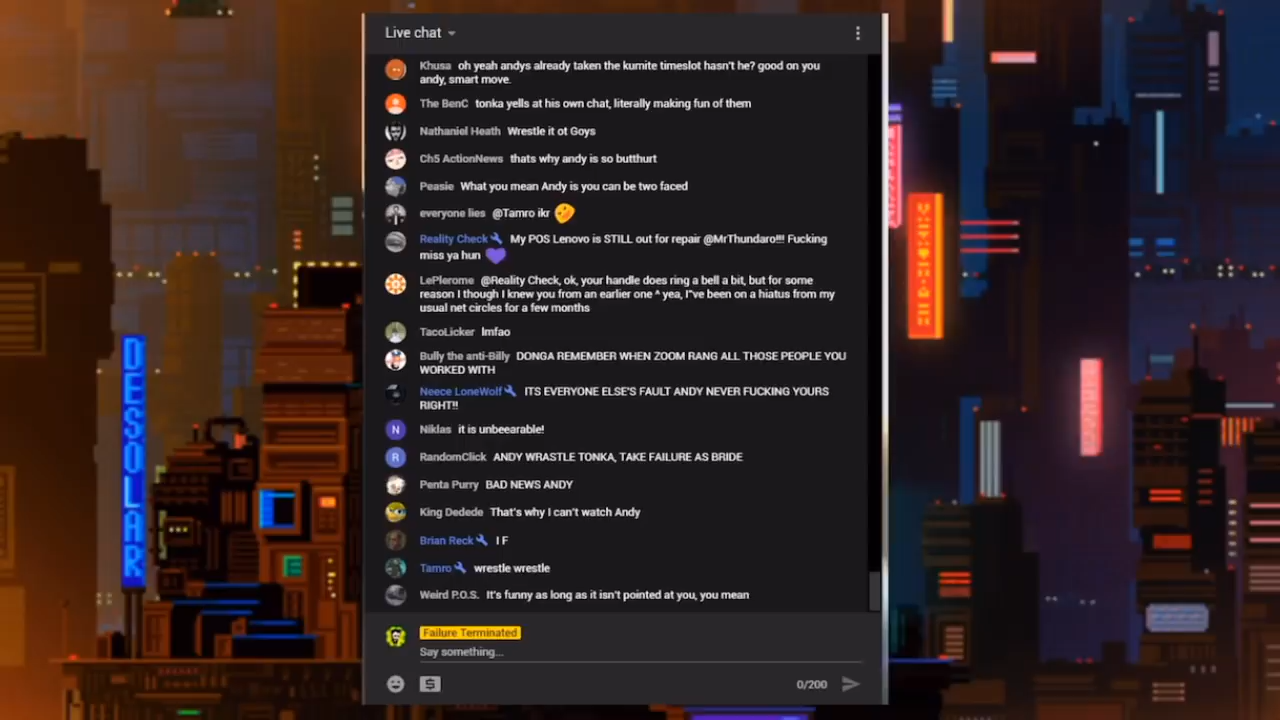 Live chat
Khusa oh yeah andys already taken the kumite timeslot hasn't he? good on you
andy, smart move.
The BenC tonka yells at his own chat, literally making fun of them
Nathaniel Heath Wrestle it ot Goys
Ch5 ActionNews thats why andy is so butthurt
Peasie What you mean Andy is you can be two faced
everyone lies @Tamro ikr
Reality Check My POS Lenovo is STILL out for repair @MrThundaro!!! Fucking
miss ya hun
LePlerome @Reality Check, ok, your handle does ring a bell a bit, but for some
reason I though I knew you from an earlier one ^ yea, I"ve been on a hiatus from my
usual net circles for a few months
TacoLicker lmfao
Bully the anti-Billy DONGA REMEMBER WHEN ZOOM RANG ALL THOSE PEOPLE YOU
WORKED WITH
Neece LoneWolf ITS EVERYONE ELSE'S FAULT ANDY NEVER FUCKING YOURS
RIGHT!!
N Niklas it is unbeearable!
R RandomClick ANDY WRASTLE TONKA, TAKE FAILURE AS BRIDE
Penta Purry BAD NEWS ANDY
King Dedede That's why I can't watch Andy
Brian Reck I F
Tamro wrestle wrestle
Weird P.O.S. It's funny as long as it isn't pointed at you, you mean
Failure Terminated
Say something...
0/200
DESOLAR